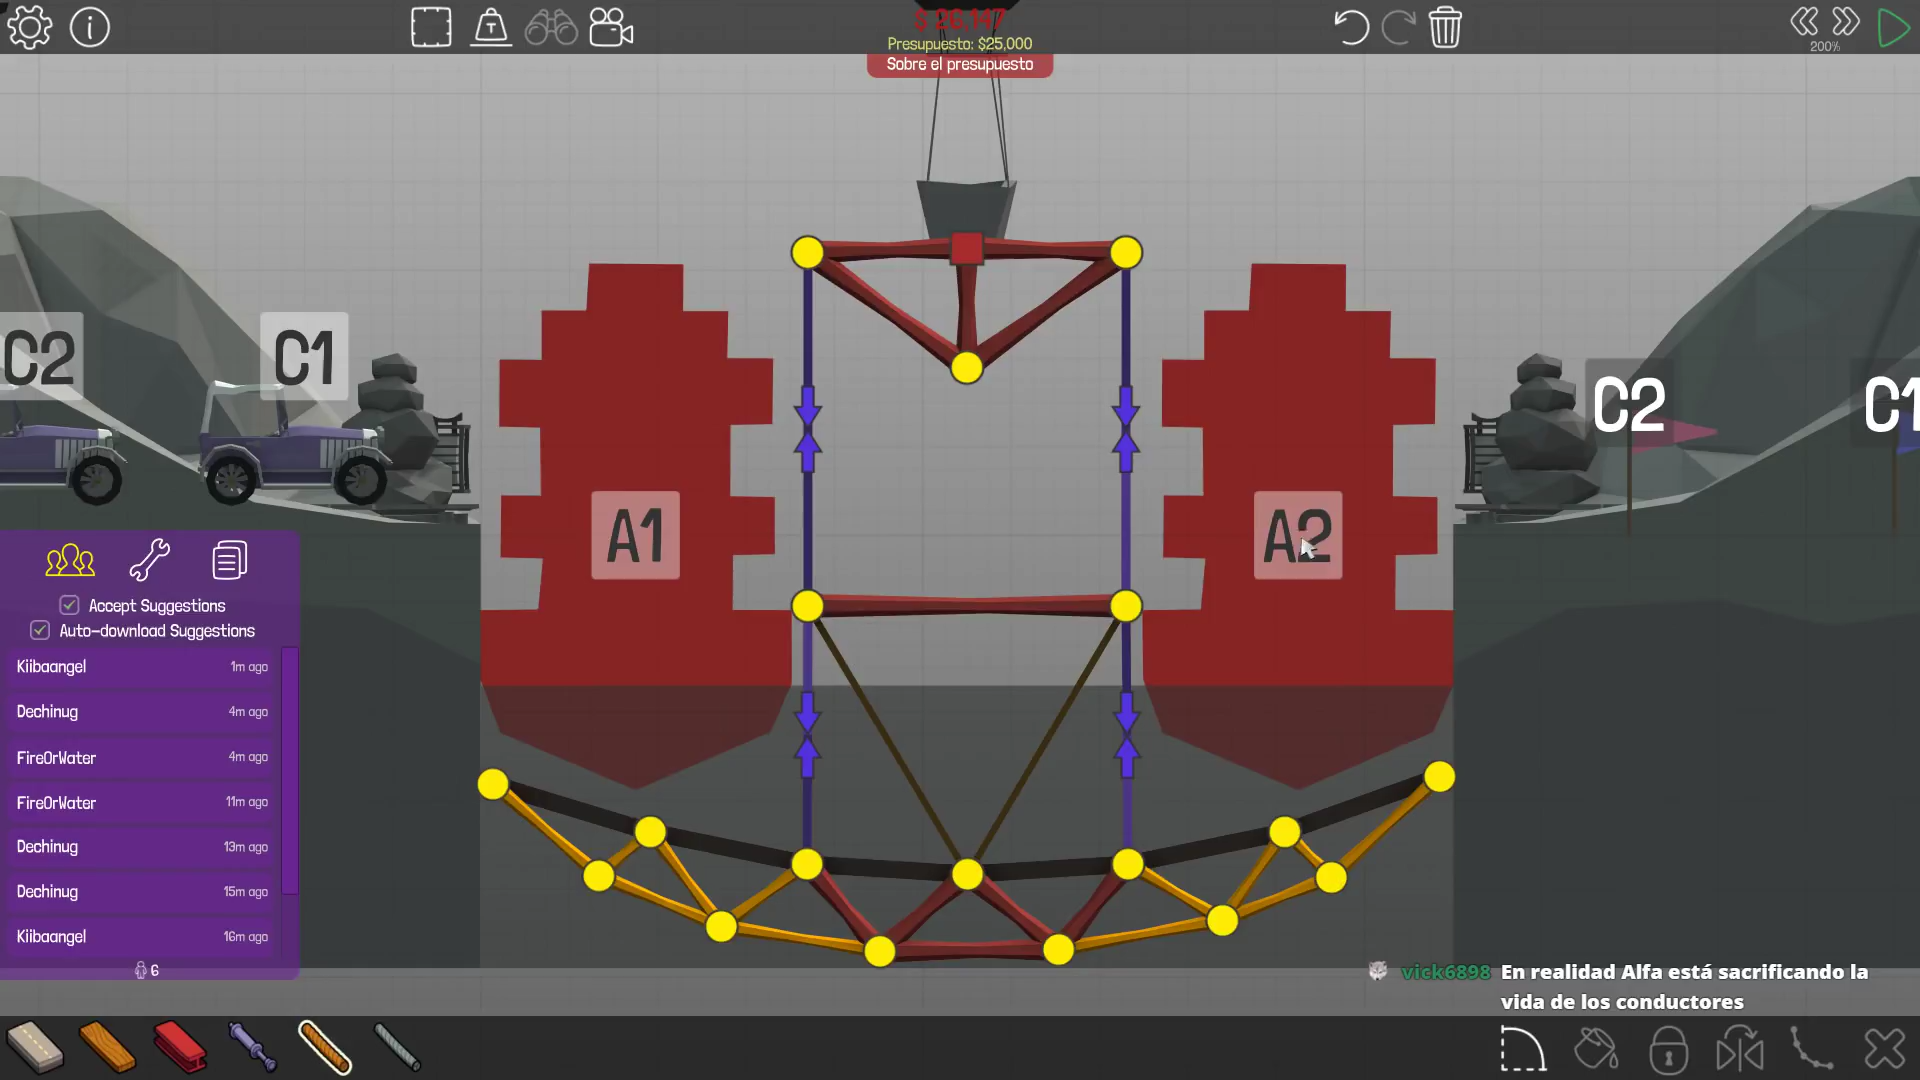 $ 26,147
Presupuesto: $25,000
Sobre el presupuesto
200%
C2
C1
C2
C1
A1
A2
Accept Suggestions
Auto-download Suggestions
Kiibaangel 1m ago
Dechinug 4m ago
FireOrWater 4m ago
FireOrWater 11m ago
Dechinug 13m ago
Dechinug 15m ago
Kiibaangel 16m ago
6
vick6898 En realidad Alfa está sacrificando la
vida de los conductores